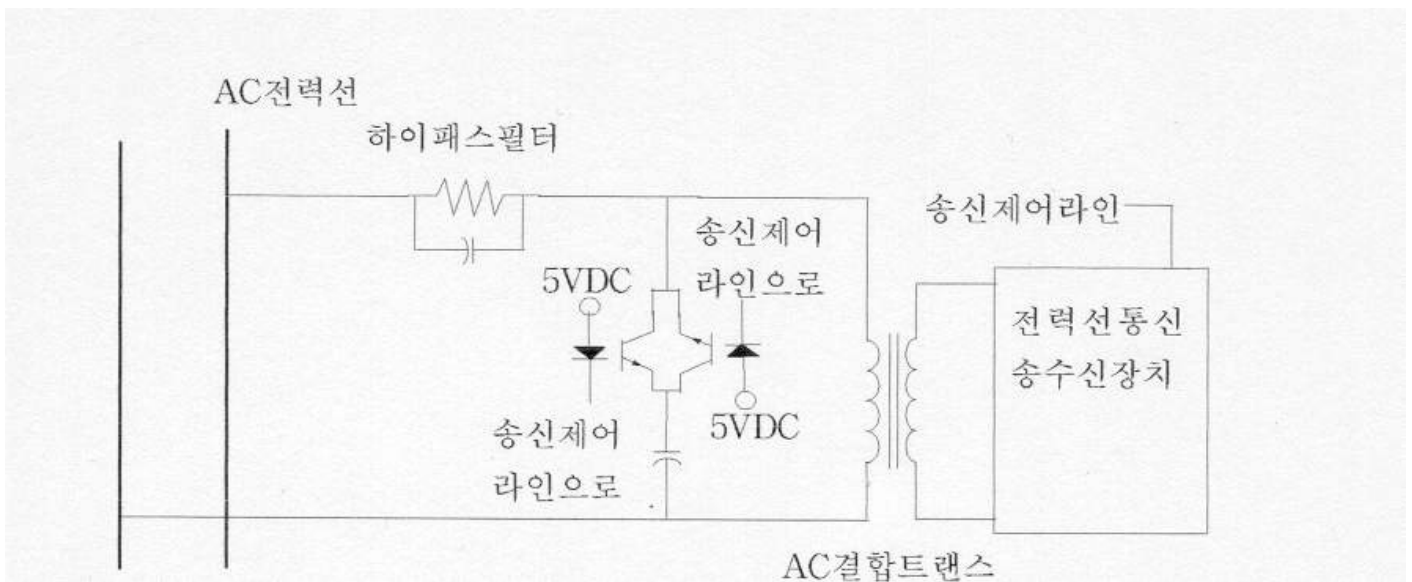 AC전력선
하이패스필터
송신제어라인
송신제어
라인으로
5VDC
전력선통신
송수신장치
5VDC
송신제어
라인으로
AC결합트랜스